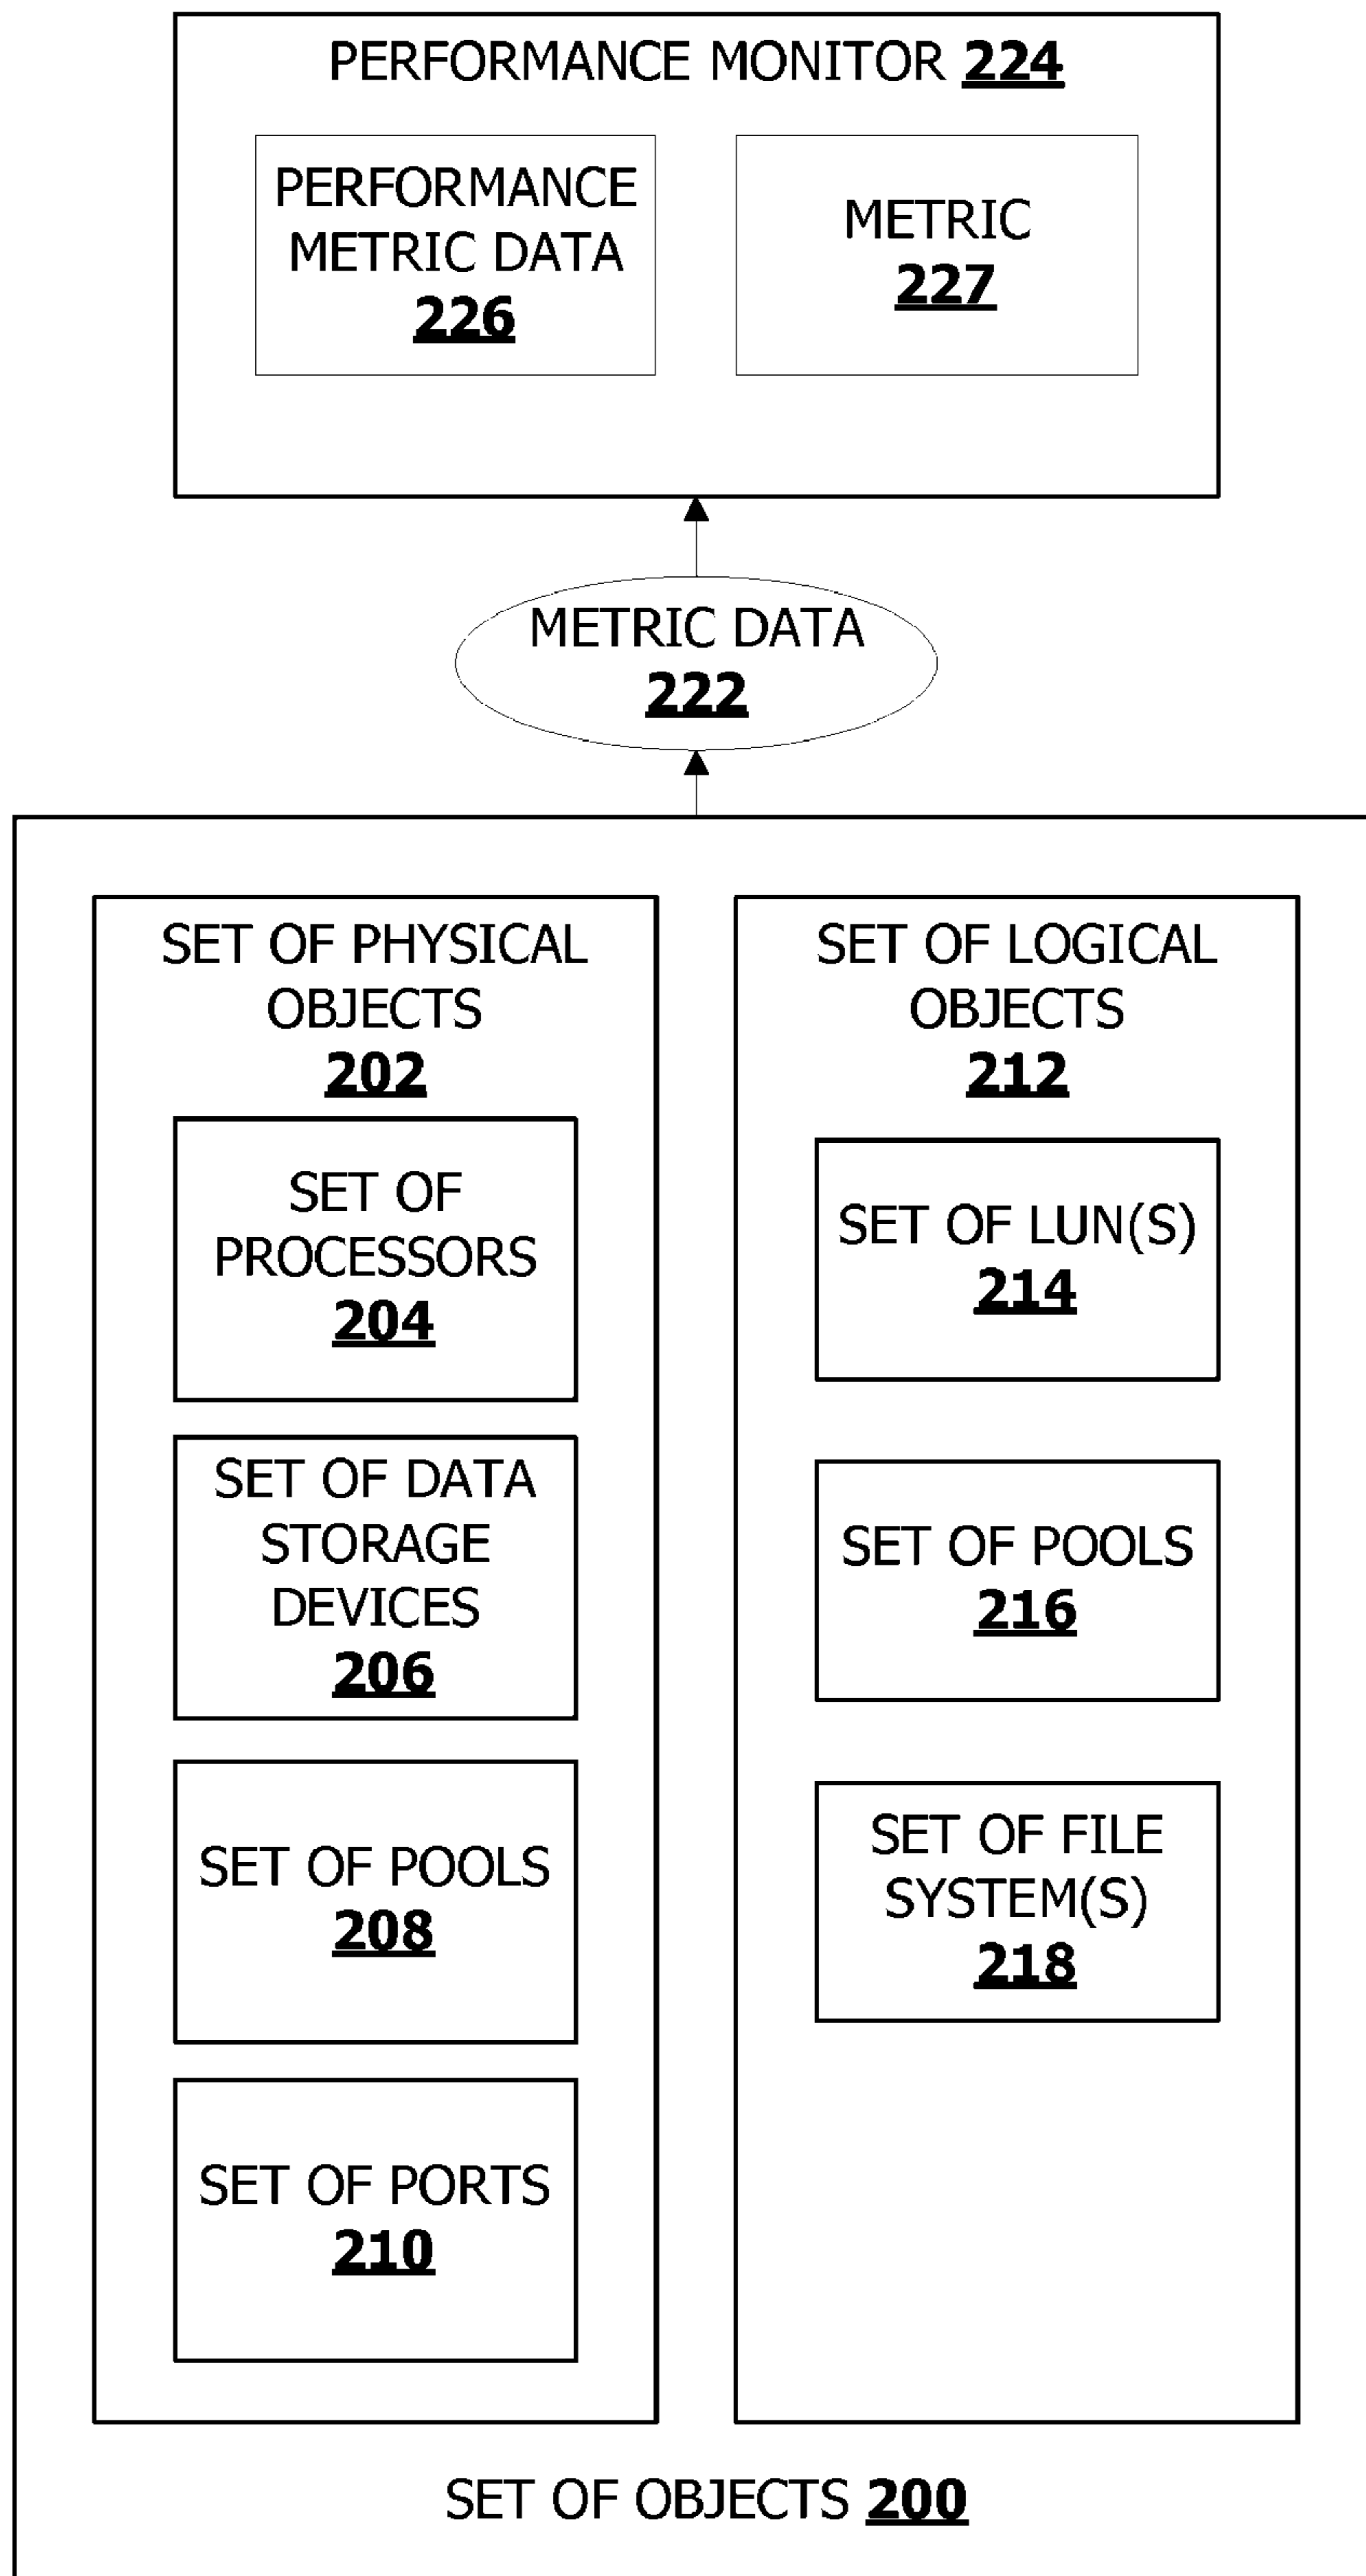 PERFORMANCE MONITOR 224
PERFORMANCE
METRIC DATA
226
METRIC
227
METRIC DATA
222
SET OF PHYSICAL
OBJECTS
202
SET OF
PROCESSORS
204
SET OF DATA
STORAGE
DEVICES
206
SET OF POOLS
208
SET OF PORTS
210
SET OF LOGICAL
OBJECTS
212
SET OF LUN(S)
214
SET OF POOLS
216
SET OF FILE
SYSTEM(S)
218
SET OF OBJECTS 200